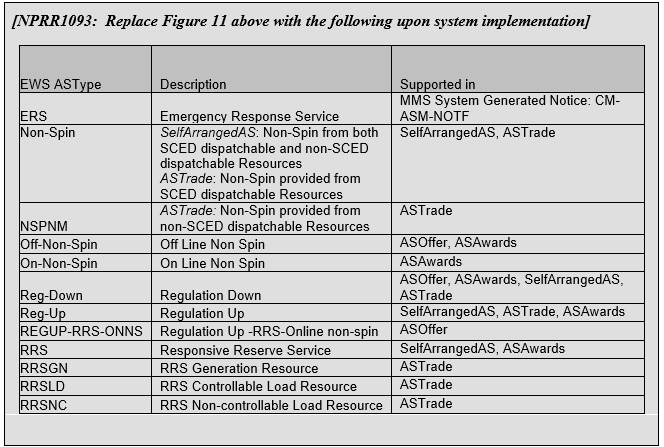 [NPRR1093:  Replace Figure 11 above with the following upon system implementation]
EWS ASType Description Supported in
ERS Emergency Response Service MMS System Generated Notice: CM-
ASM-NOTF
Non-Spin SelfArrangedAS: Non-Spin from both SelfArrangedAS, ASTrade
SCED dispatchable and non-SCED
dispatchable Resources
ASTrade: Non-Spin provided from
SCED dispatchable Resources
NSPNM ASTrade: Non-Spin provided from ASTrade
non-SCED dispatchable Resources
Off-Non-Spin Off Line Non Spin ASOffer, ASAwards
On-Non-Spin On Line Non Spin ASAwards
Reg-Down Regulation Down ASOffer, ASAwards, SelfArrangedAS,
ASTrade
Reg-Up Regulation Up SelfArrangedAS, ASTrade, ASAwards
REGUP-RRS-ONNS Regulation Up -RRS-Online non-spin ASOffer
RRS Responsive Reserve Service SelfArrangedAS, ASAwards
RRSGN RRS Generation Resource ASTrade
RRSLD RRS Controllable Load Resource ASTrade
RRSNC RRS Non-controllable Load Resource ASTrade